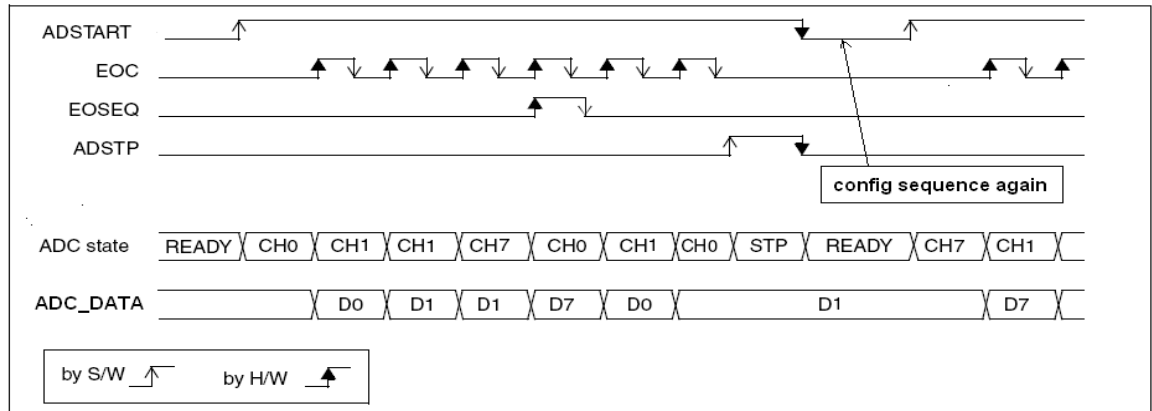 ADSTART
EOC
EOSEQ
ADSTP
config sequence again
ADC state READY CH0 CH1 CH1 CH7 CH0 CH1 CH0 STP READY CH7 CH1
ADC_DATA D0 D1 D1 D7 D0 D1 D7
by S/W by H/W